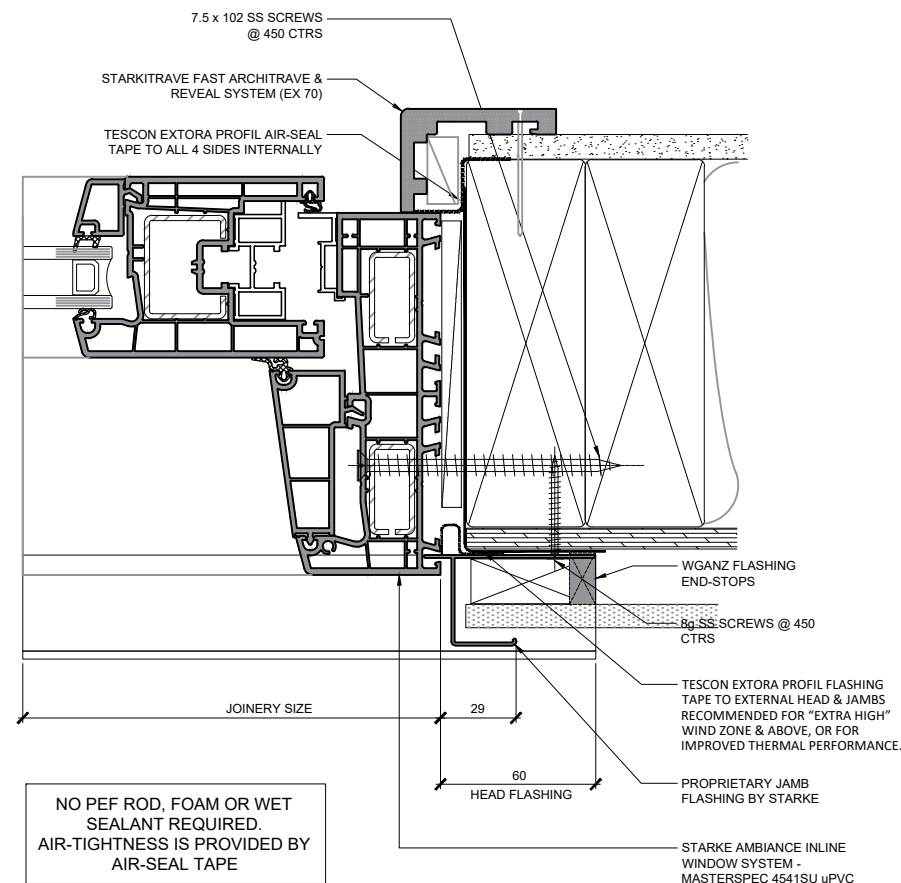 7.5 x 102 SS SCREWS
@ 450 CTRS
STARKITRAVE FAST ARCHITRAVE &
REVEAL SYSTEM (EX 70)
TESCON EXTORA PROFIL AIR-SEAL
TAPE TO ALL 4 SIDES INTERNALLY
WGANZ FLASHING
END-STOPS
8g SS SCREWS @ 450
CTRS
TESCON EXTORA PROFIL FLASHING
TAPE TO EXTERNAL HEAD & JAMBS
RECOMMENDED FOR “EXTRA HIGH”
WIND ZONE & ABOVE, OR FOR
IMPROVED THERMAL PERFORMANCE.
JOINERY SIZE
29
60
HEAD FLASHING
PROPRIETARY JAMB
FLASHING BY STARKE
NO PEF ROD, FOAM OR WET
SEALANT REQUIRED.
AIR-TIGHTNESS IS PROVIDED BY
AIR-SEAL TAPE
STARKE AMBIANCE INLINE
WINDOW SYSTEM -
MASTERSPEC 4541SU uPVC